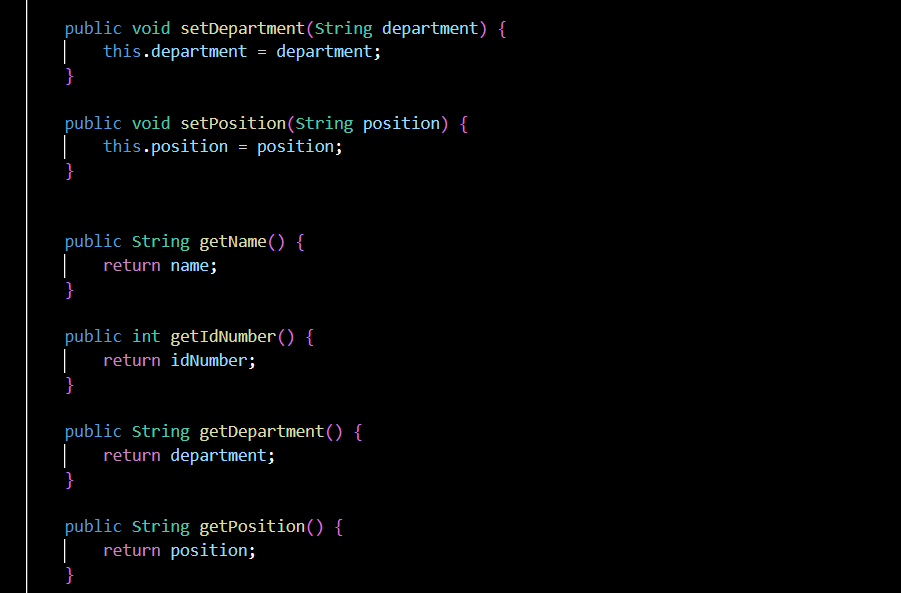 public void setDepartment(String department) {
    this.department = department;
}
public void setPosition(String position) {
    this.position = position;
}
public String getName() {
    return name;
}
public int getIdNumber() {
    return idNumber;
}
public String getDepartment() {
    return department;
}
public String getPosition() {
    return position;
}